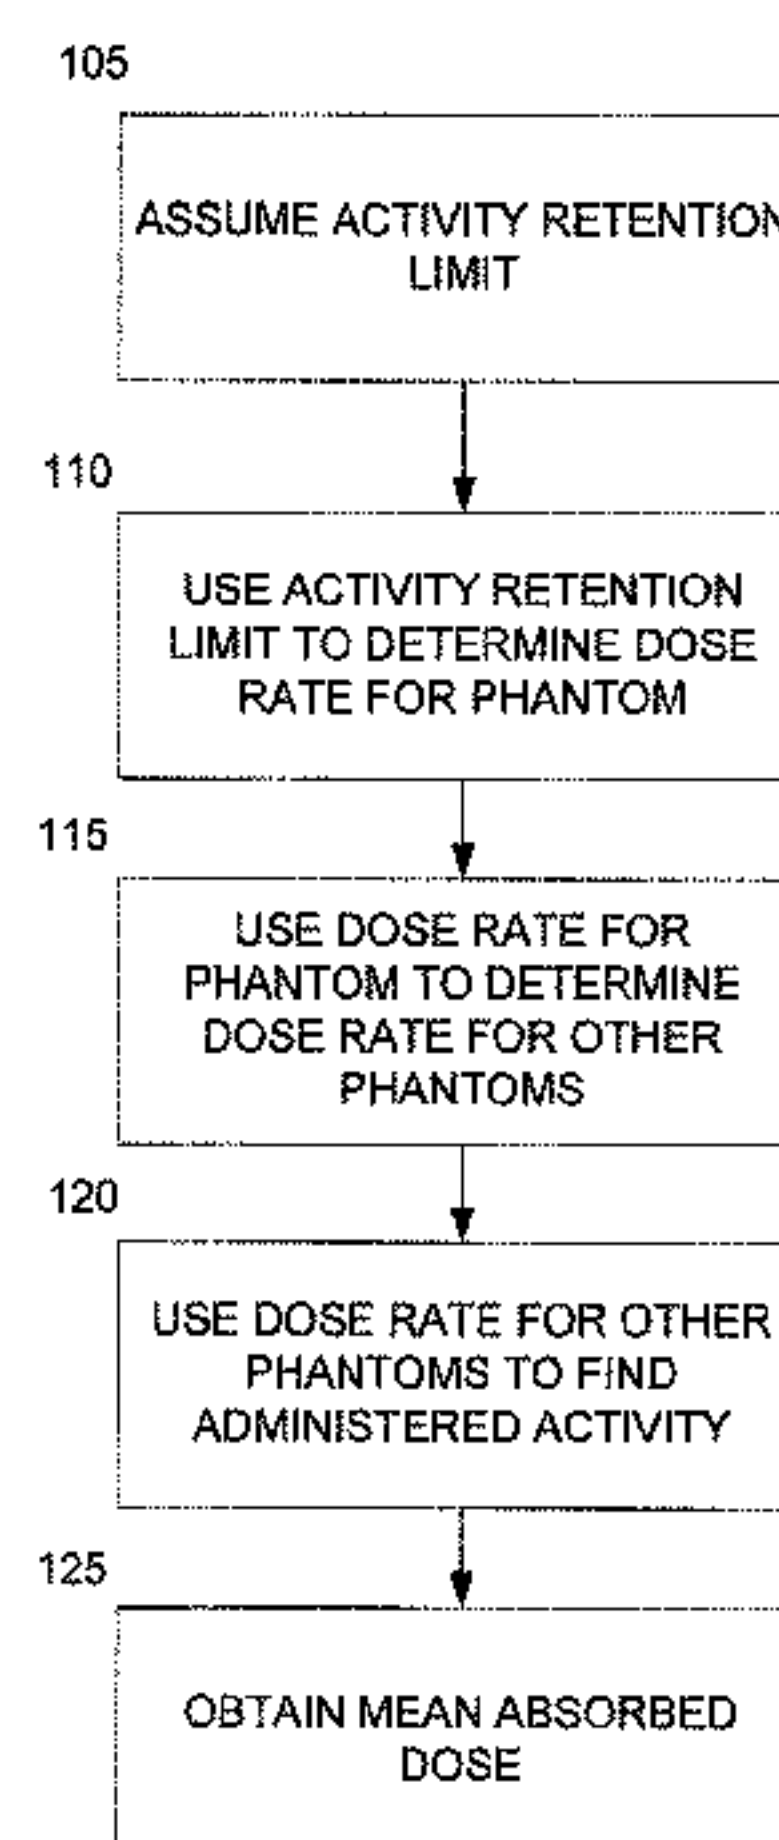 105
ASSUME ACTIVITY RETENTION
LIMIT
110
USE ACTIVITY RETENTION
LIMIT TO DETERMINE DOSE
RATE FOR PHANTOM
115
USE DOSE RATE FOR
PHANTOM TO DETERMINE
DOSE RATE FOR OTHER
PHANTOMS
120
USE DOSE RATE FOR OTHER
PHANTOMS TO FIND
ADMINISTERED ACTIVITY
125
OBTAIN MEAN ABSORBED
DOSE